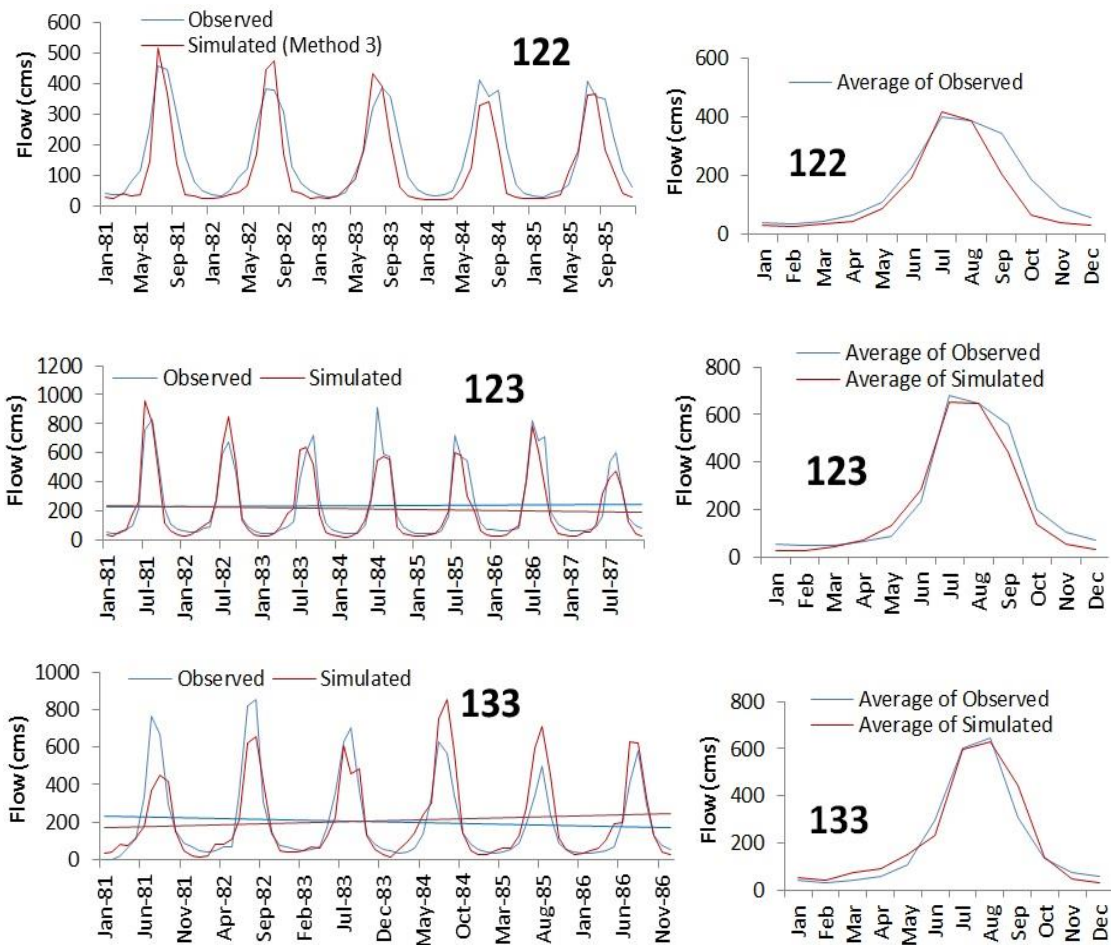 600
500
400
300
200
100
0
Flow (cms)
Observed
Simulated (Method 3)
122
Jan-81
May-81
Sep-81
Jan-82
May-82
Sep-82
Jan-83
May-83
Sep-83
Jan-84
May-84
Sep-84
Jan-85
May-85
Sep-85
600
400
200
0
Flow (cms)
Average of Observed
122
Jan
Feb
Mar
Apr
May
Jun
Jul
Aug
Sep
Oct
Nov
Dec
1200
1000
800
600
400
200
0
Flow (cms)
Observed
Simulated
123
Jan-81
Jul-81
Jan-82
Jul-82
Jan-83
Jul-83
Jan-84
Jul-84
Jan-85
Jul-85
Jan-86
Jul-86
Jan-87
Jul-87
800
600
400
200
0
Flow (cms)
Average of Observed
Average of Simulated
123
Jan
Feb
Mar
Apr
May
Jun
Jul
Aug
Sep
Oct
Nov
Dec
1000
800
600
400
200
0
Flow (cms)
Observed
Simulated
133
Jan-81
Jun-81
Nov-81
Apr-82
Sep-82
Feb-83
Jul-83
Dec-83
May-84
Oct-84
Mar-85
Aug-85
Jan-86
Jun-86
Nov-86
800
600
400
200
0
Flow (cms)
Average of Observed
Average of Simulated
133
Jan
Feb
Mar
Apr
May
Jun
Jul
Aug
Sep
Oct
Nov
Dec